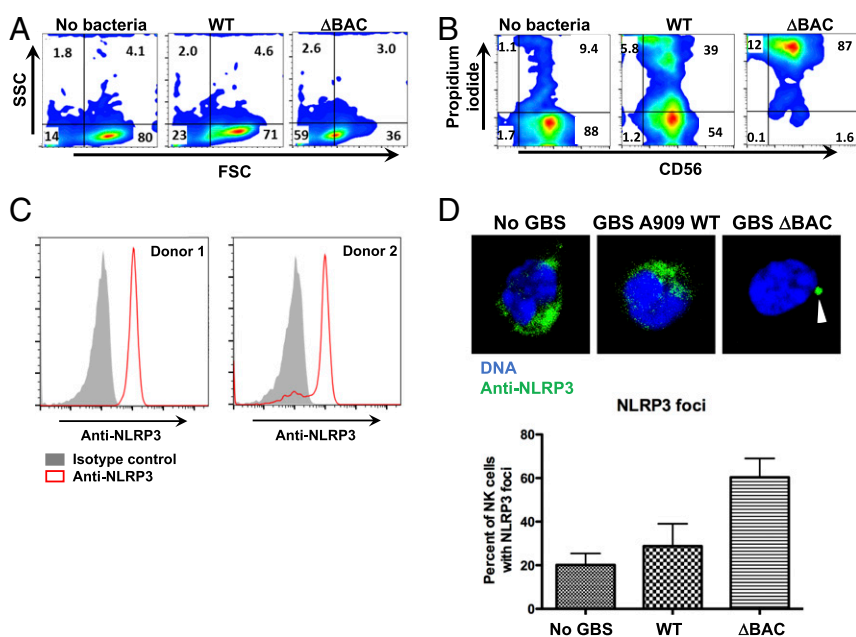 A
No bacteria
WT
ΔBAC
SSC
1.8
4.1
14
80
2.0
4.6
23
71
2.6
3.0
59
36
FSC
B
No bacteria
WT
ΔBAC
Propidium
iodide
1.1
9.4
1.7
88
5.8
39
1.2
54
12
87
0.1
1.6
CD56
C
Donor 1
Donor 2
Anti-NLRP3
Anti-NLRP3
Isotype control
Anti-NLRP3
D
No GBS
GBS A909 WT
GBS ΔBAC
DNA
Anti-NLRP3
NLRP3 foci
Percent of NK cells
with NLRP3 foci
80
60
40
20
0
No GBS
WT
ΔBAC